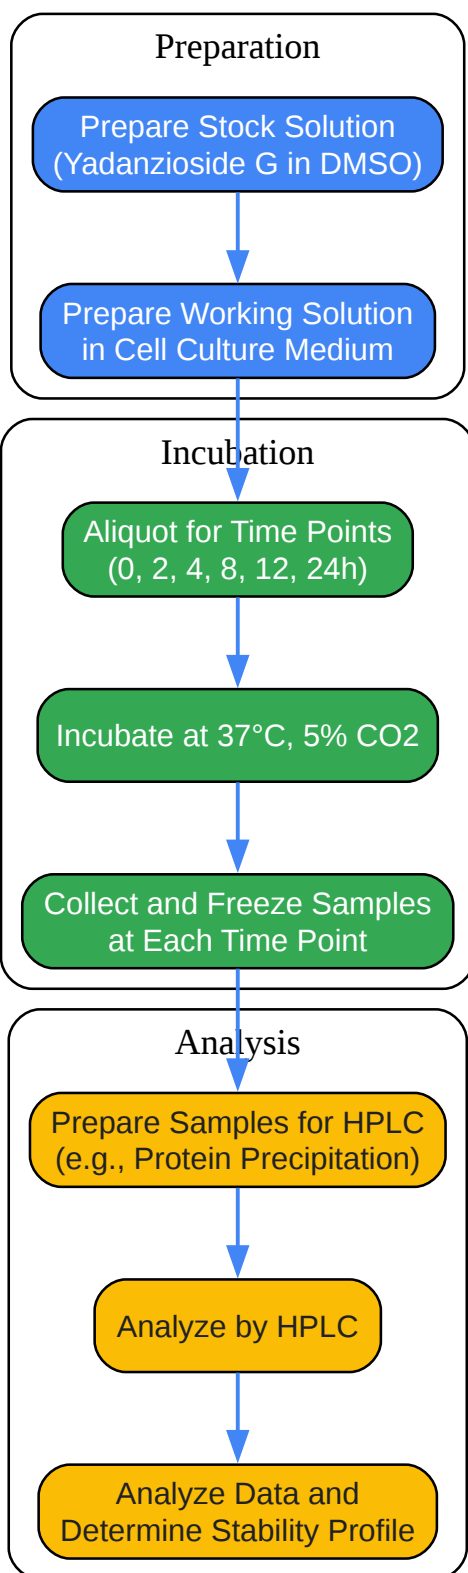 Preparation
Prepare Stock Solution
(Yadanzioside G in DMSO)
Prepare Working Solution
in Cell Culture Medium
Incubation
Aliquot for Time Points
(0, 2, 4, 8, 12, 24h)
Incubate at 37°C, 5% CO2
Collect and Freeze Samples
at Each Time Point
Analysis
Prepare Samples for HPLC
(e.g., Protein Precipitation)
Analyze by HPLC
Analyze Data and
Determine Stability Profile